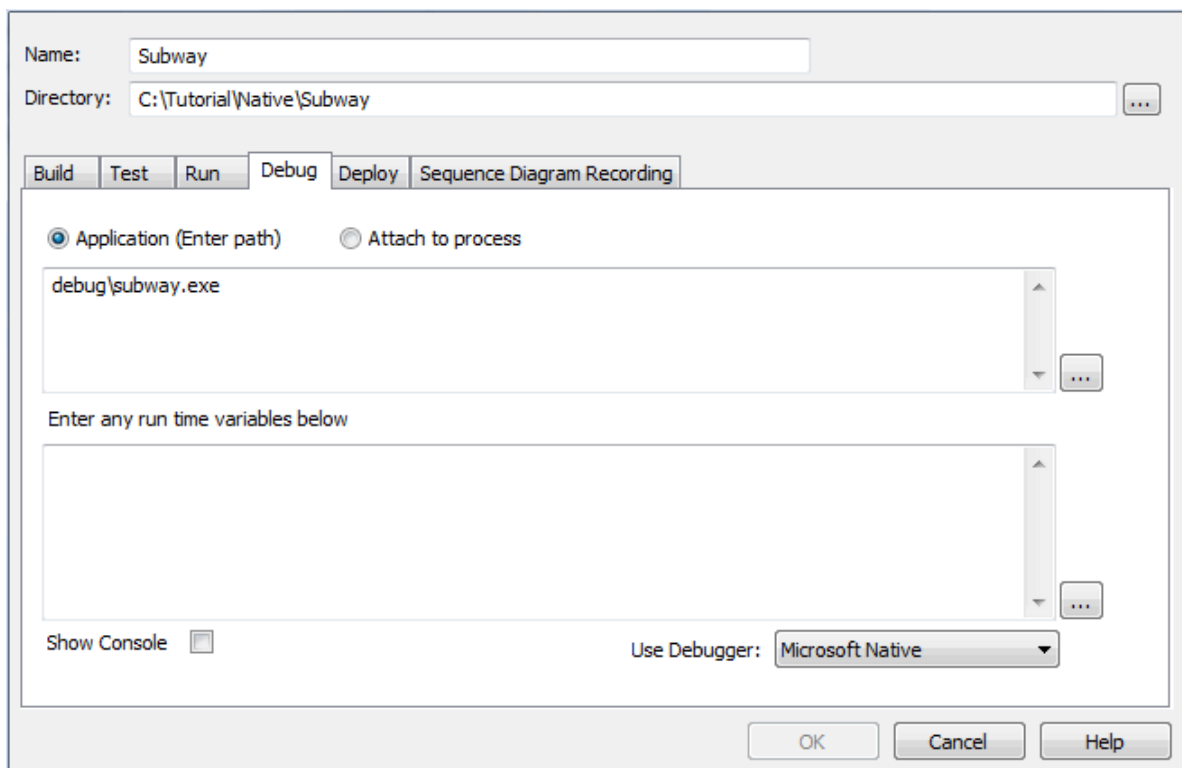 Name: Subway
Directory: C:\Tutorial\Native\Subway ...
Build Test Run Debug Deploy Sequence Diagram Recording
Application (Enter path) Attach to process
debug\subway.exe
...
Enter any run time variables below
...
Show Console Use Debugger: Microsoft Native
OK Cancel Help